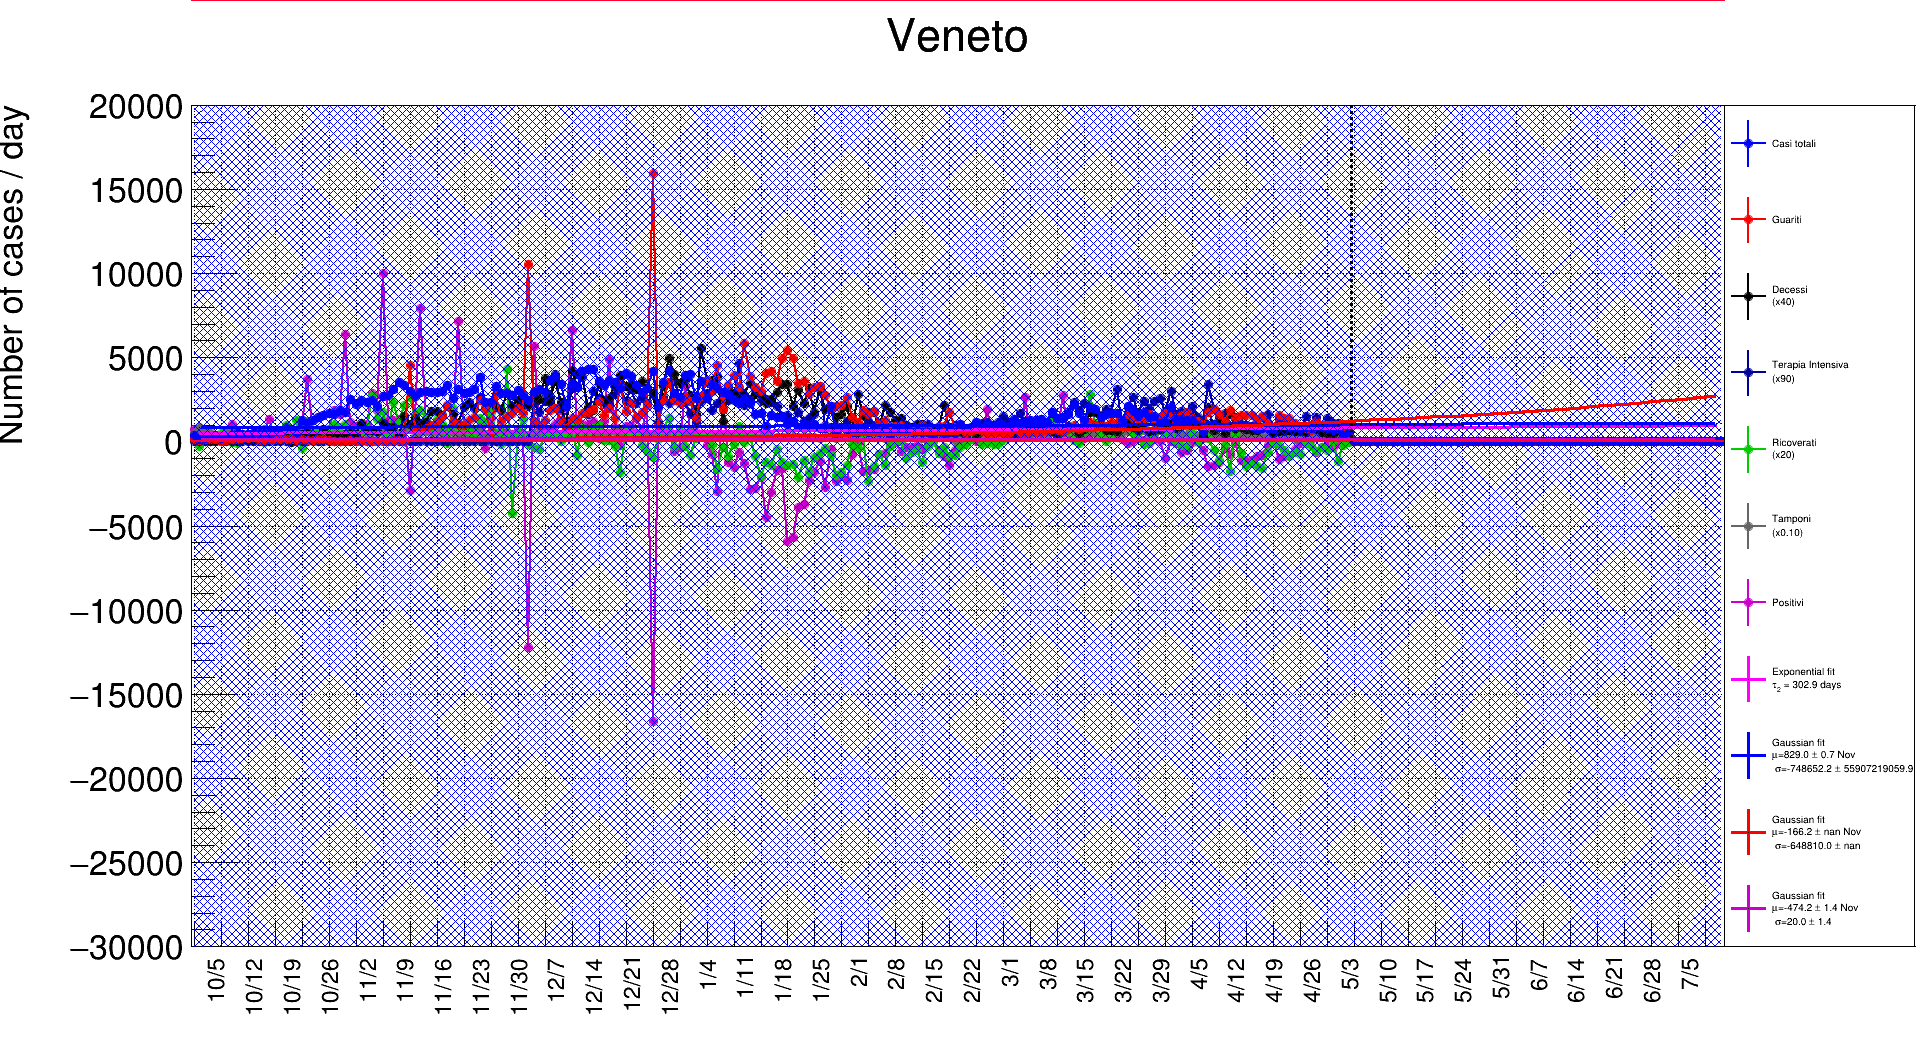 Veneto
Number of cases / day
20000
15000
10000
5000
0
−5000
−10000
−15000
−20000
−25000
−30000
10/5
10/12
10/19
10/26
11/2
11/9
11/16
11/23
11/30
12/7
12/14
12/21
12/28
1/4
1/11
1/18
1/25
2/1
2/8
2/15
2/22
3/1
3/8
3/15
3/22
3/29
4/5
4/12
4/19
4/26
5/3
5/10
5/17
5/24
5/31
6/7
6/14
6/21
6/28
7/5
Casi totali
Guariti
Decessi
(x40)
Terapia Intensiva
(x90)
Ricoverati
(x20)
Tamponi
(x0.10)
Positivi
Exponential fit
τ2 = 302.9 days
Gaussian fit
μ=829.0 ± 0.7 Nov
σ=-748652.2 ± 55907219059.9
Gaussian fit
μ=-166.2 ± nan Nov
σ=-648810.0 ± nan
Gaussian fit
μ=-474.2 ± 1.4 Nov
σ=20.0 ± 1.4